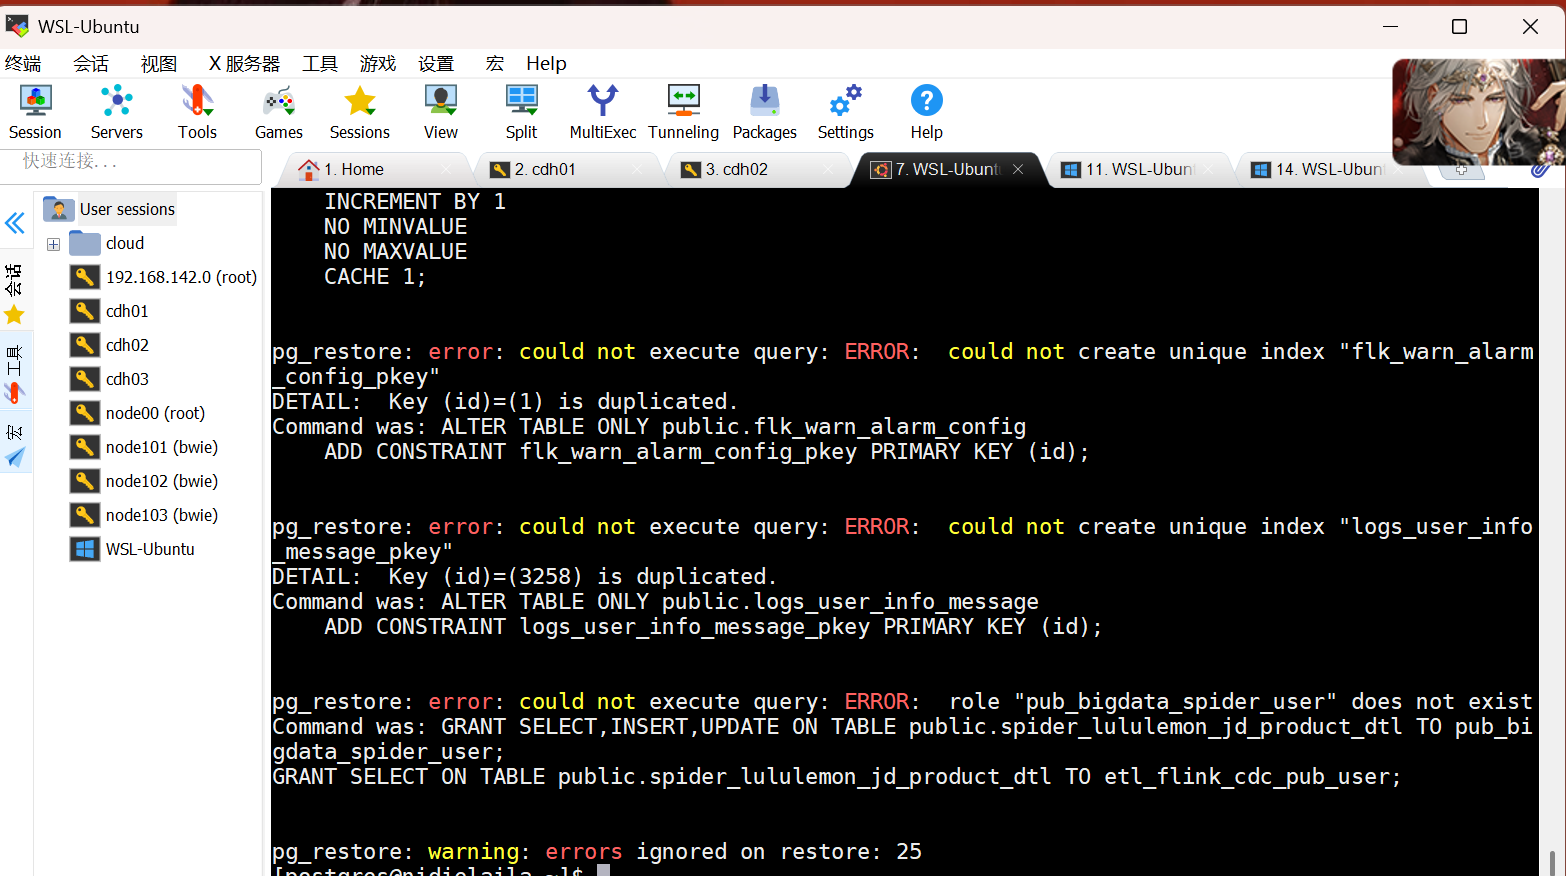 WSL-Ubuntu
终端 会话 视图 X 服务器 工具 游戏 设置 宏 Help
Session Servers Tools Games Sessions View Split MultiExec Tunneling Packages Settings Help
快速连接...
1. Home 2. cdh01 3. cdh02 7. WSL-Ubuntu 11. WSL-Ubun 14. WSL-Ubun
会话
工具
宏
User sessions
cloud
192.168.142.0 (root)
cdh01
cdh02
cdh03
node00 (root)
node101 (bwie)
node102 (bwie)
node103 (bwie)
WSL-Ubuntu
INCREMENT BY 1
NO MINVALUE
NO MAXVALUE
CACHE 1;
pg_restore: error: could not execute query: ERROR:  could not create unique index "flk_warn_alarm
_config_pkey"
DETAIL:  Key (id)=(1) is duplicated.
Command was: ALTER TABLE ONLY public.flk_warn_alarm_config
ADD CONSTRAINT flk_warn_alarm_config_pkey PRIMARY KEY (id);
pg_restore: error: could not execute query: ERROR:  could not create unique index "logs_user_info
_message_pkey"
DETAIL:  Key (id)=(3258) is duplicated.
Command was: ALTER TABLE ONLY public.logs_user_info_message
ADD CONSTRAINT logs_user_info_message_pkey PRIMARY KEY (id);
pg_restore: error: could not execute query: ERROR:  role "pub_bigdata_spider_user" does not exist
Command was: GRANT SELECT,INSERT,UPDATE ON TABLE public.spider_lululemon_jd_product_dtl TO pub_bi
gdata_spider_user;
GRANT SELECT ON TABLE public.spider_lululemon_jd_product_dtl TO etl_flink_cdc_pub_user;
pg_restore: warning: errors ignored on restore: 25